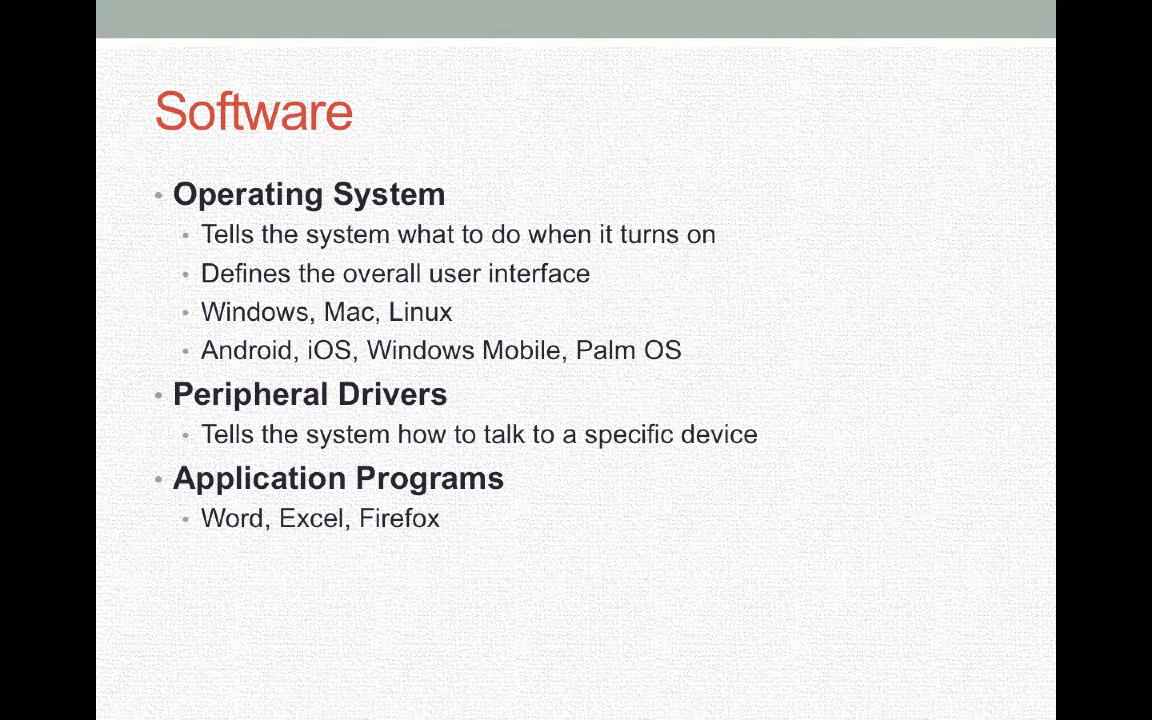 Software
• Operating System
• Tells the system what to do when it turns on
• Defines the overall user interface
• Windows, Mac, Linux
• Android, iOS, Windows Mobile, Palm OS
• Peripheral Drivers
• Tells the system how to talk to a specific device
• Application Programs
• Word, Excel, Firefox